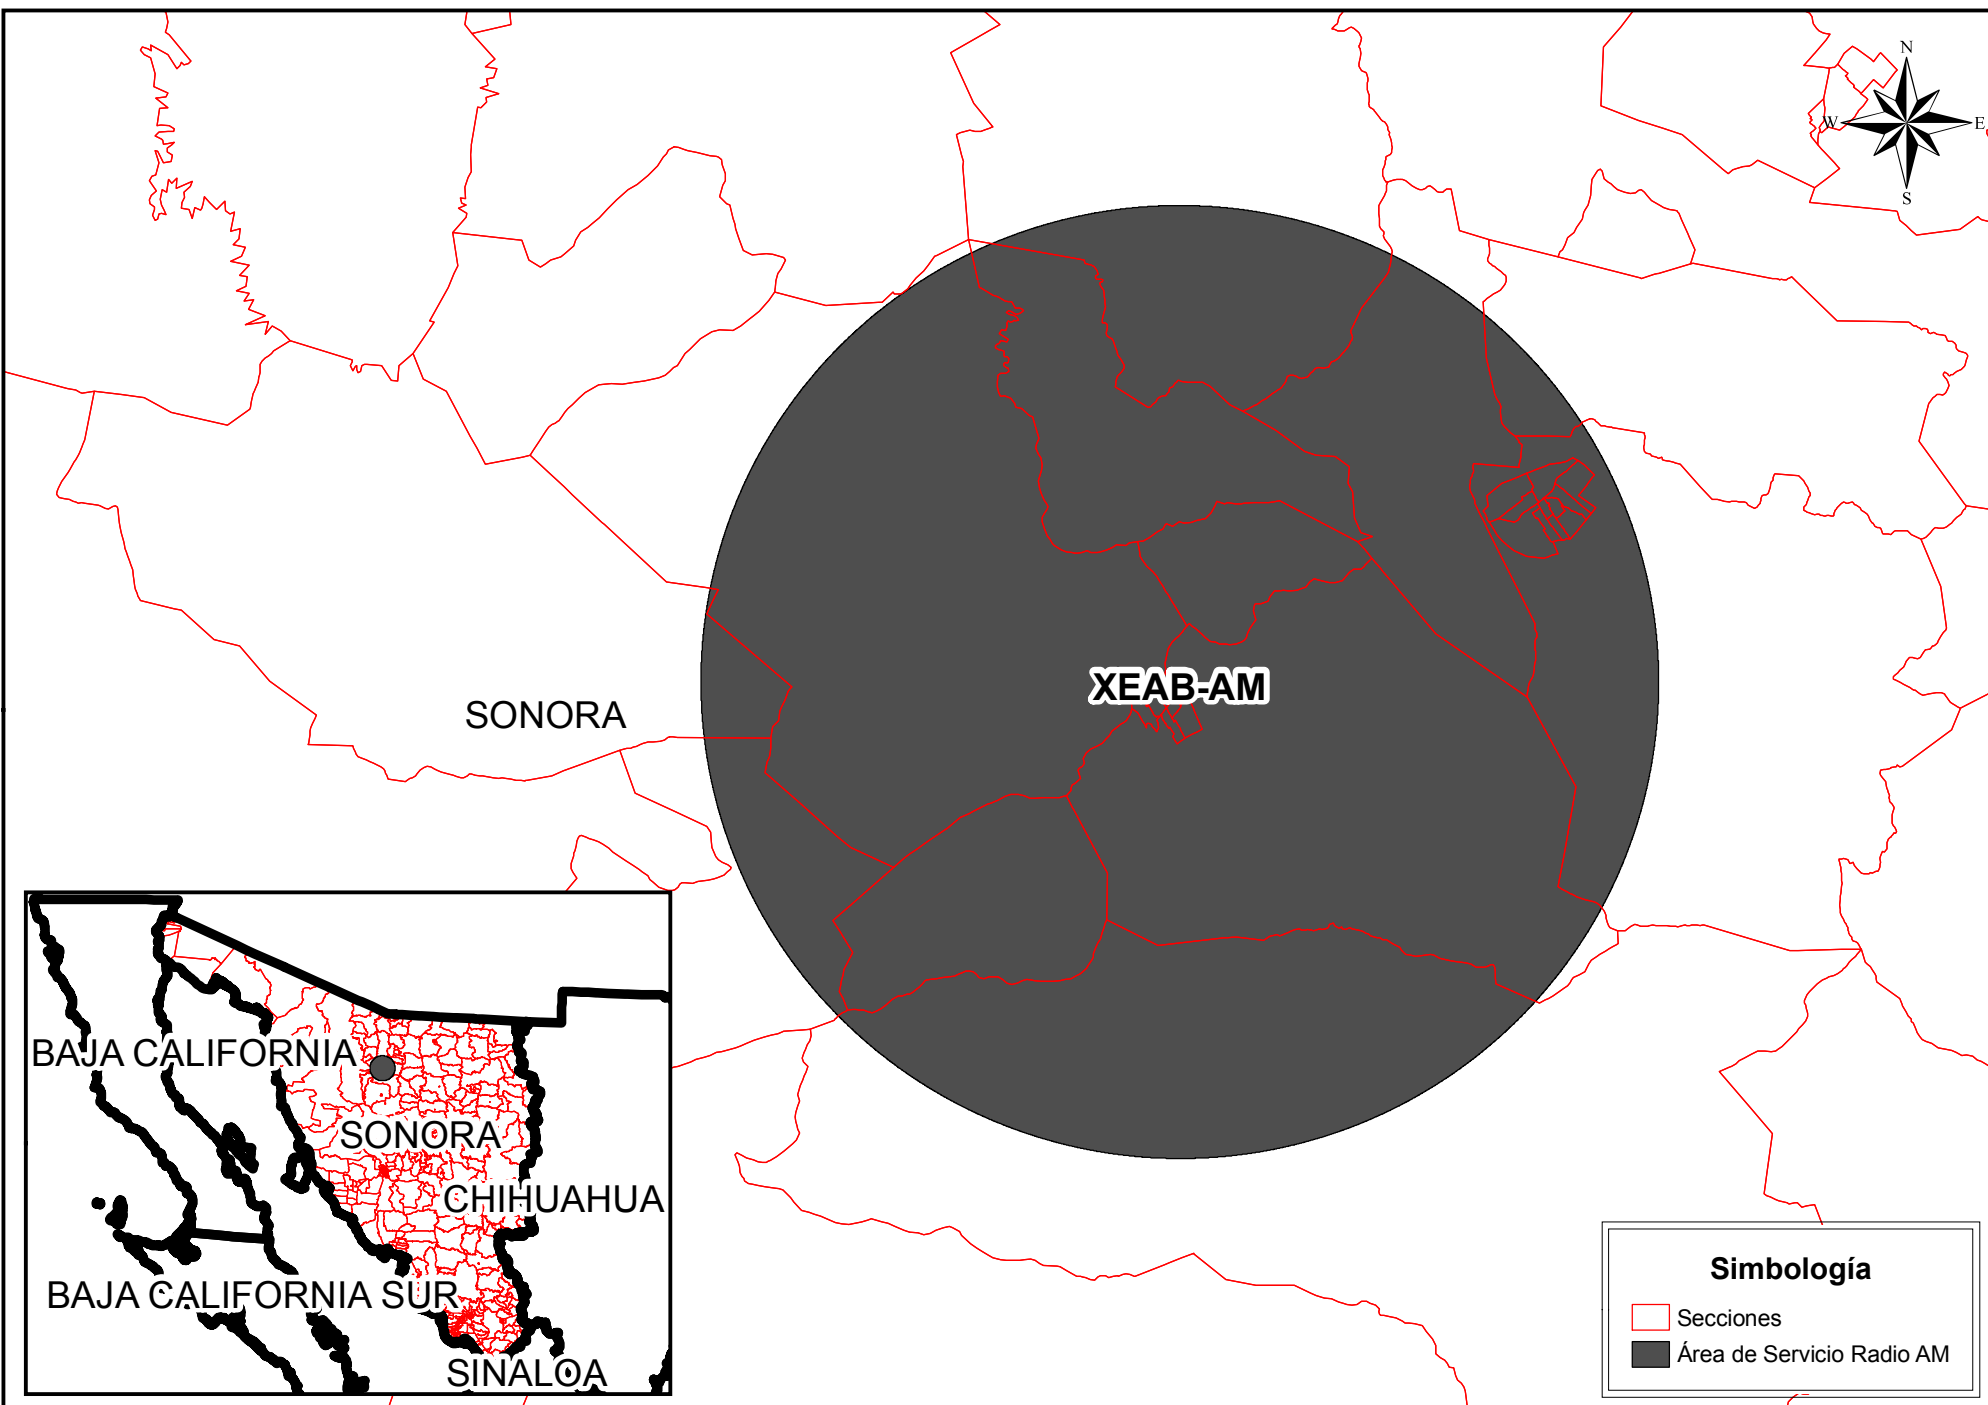 N
W E
S
XEAB-AM
SONORA
BAJA CALIFORNIA
SONORA
CHIHUAHUA
BAJA CALIFORNIA SUR
SINALOA
Simbología
Secciones
Área de Servicio Radio AM